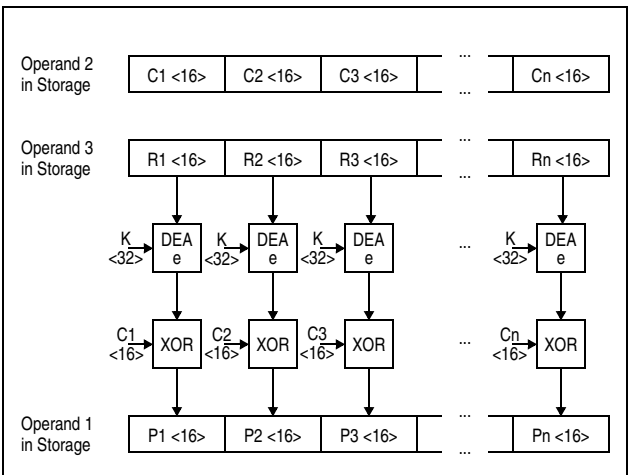 ...
Operand 2 in Storage
C1 <16> C2 <16> C3 <16> Cn <16>
...
...
Operand 3 in Storage
R1 <16> R2 <16> R3 <16> Rn <16>
...
K <32> DEA e K <32> DEA e K <32> DEA e ... K <32> DEA e
C1 <16> XOR C2 <16> XOR C3 <16> XOR ... Cn <16> XOR
...
Operand 1 in Storage
P1 <16> P2 <16> P3 <16> Pn <16>
...